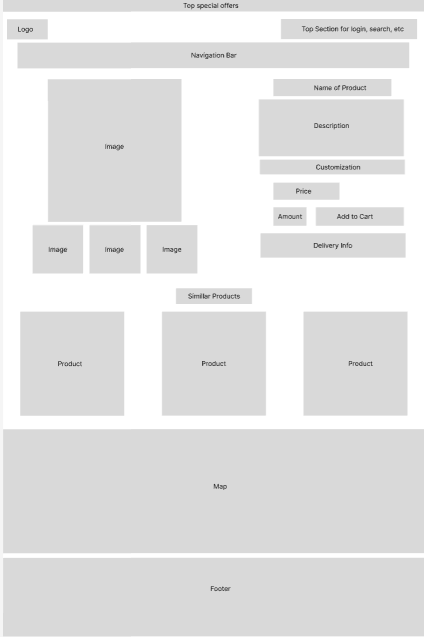 Top special offers
Logo
Top Section for login, search, etc
Navigation Bar
Image
Name of Product
Description
Customization
Price
Amount
Add to Cart
Delivery Info
Image
Image
Image
Simillar Products
Product
Product
Product
Map
Footer